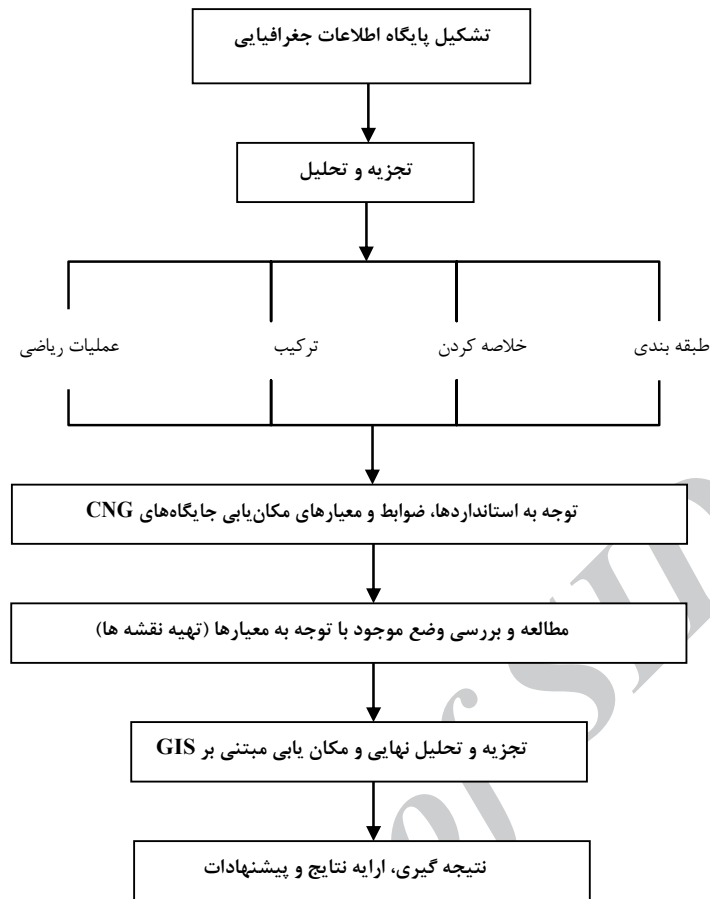 تشکیل پایگاه اطلاعات جغرافیایی
تجزیه و تحلیل
طبقه بندی
خلاصه کردن
ترکیب
عملیات ریاضی
توجه به استانداردها، ضوابط و معیارهای مکان‌یابی جایگاه‌های CNG
مطالعه و بررسی وضع موجود با توجه به معیارها (تهیه نقشه ها)
تجزیه و تحلیل نهایی و مکان یابی مبتنی بر GIS
نتیجه گیری، ارایه نتایج و پیشنهادات
of SID